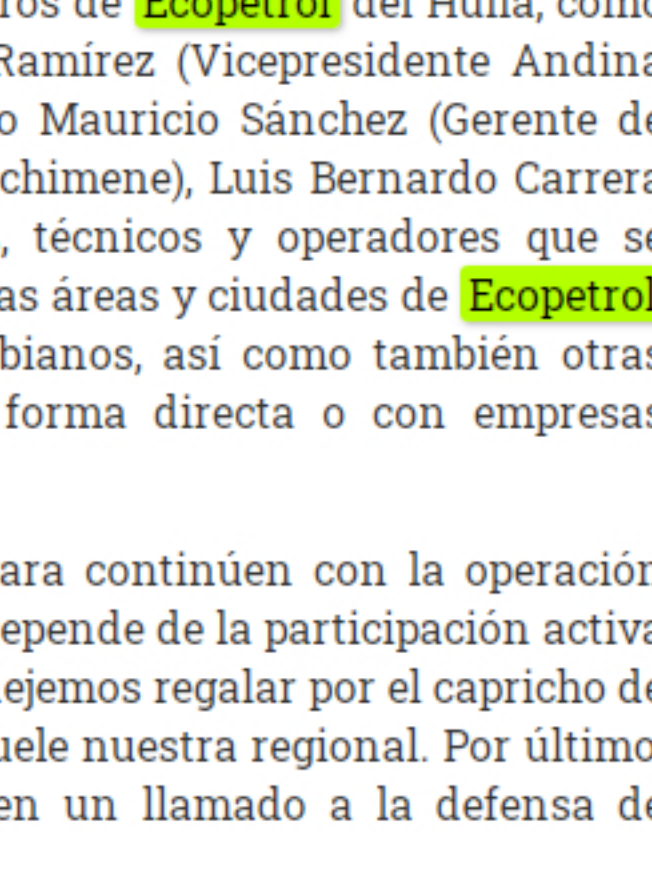 ros de Ecopetrol del Huila, como
Ramírez (Vicepresidente Andina
o Mauricio Sánchez (Gerente de
chimene), Luis Bernardo Carrera
, técnicos y operadores que se
as áreas y ciudades de Ecopetrol
bianos, así como también otras
forma directa o con empresas
ara continúen con la operación
epende de la participación activa
ejemos regalar por el capricho de
uele nuestra regional. Por último
en un llamado a la defensa de